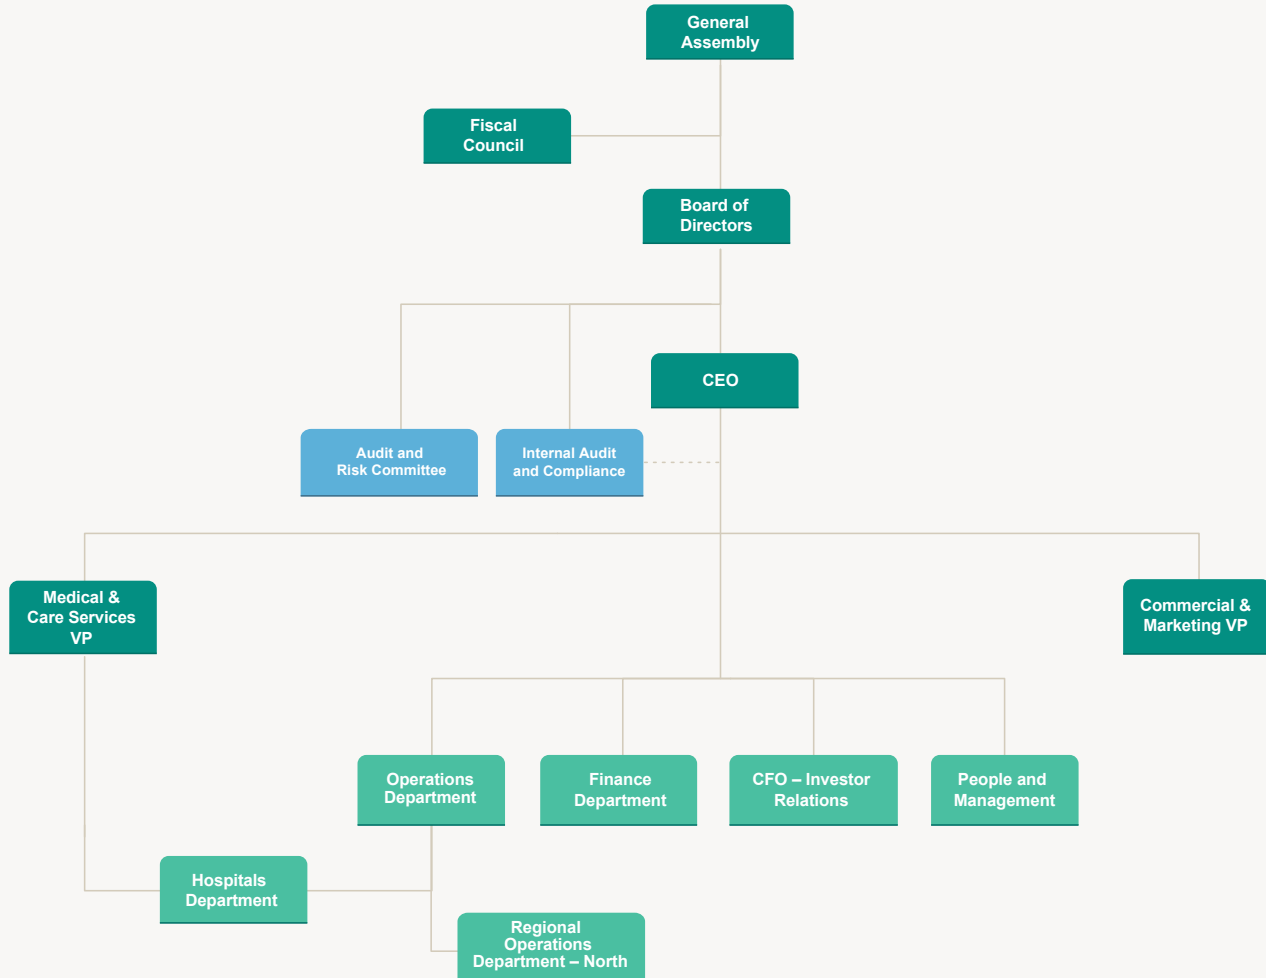 General
Assembly
Fiscal
Council
Board of
Directors
CEO
Audit and
Risk Committee
Internal Audit
and Compliance
Medical &
Care Services
VP
Commercial &
Marketing VP
Operations
Department
Finance
Department
CFO – Investor
Relations
People and
Management
Hospitals
Department
Regional
Operations
Department – North